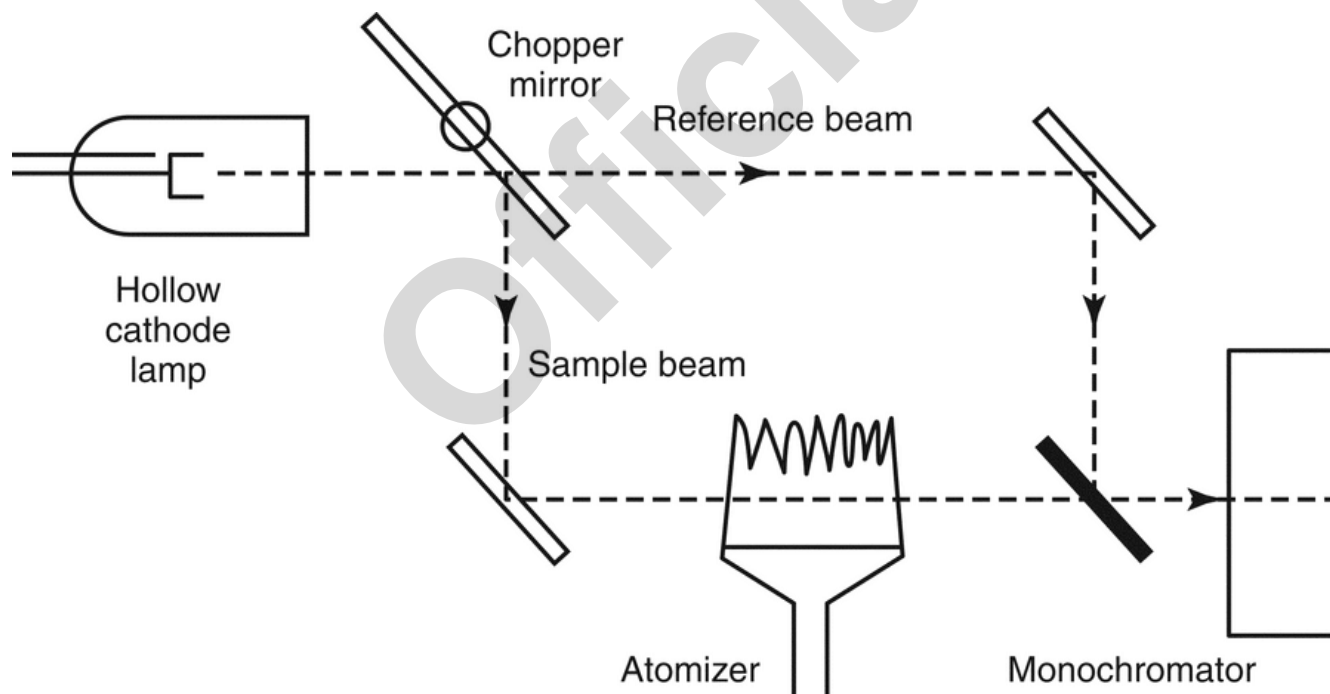 Chopper
mirror
Reference beam
Hollow
cathode
lamp
Sample beam
Atomizer
Monochromator